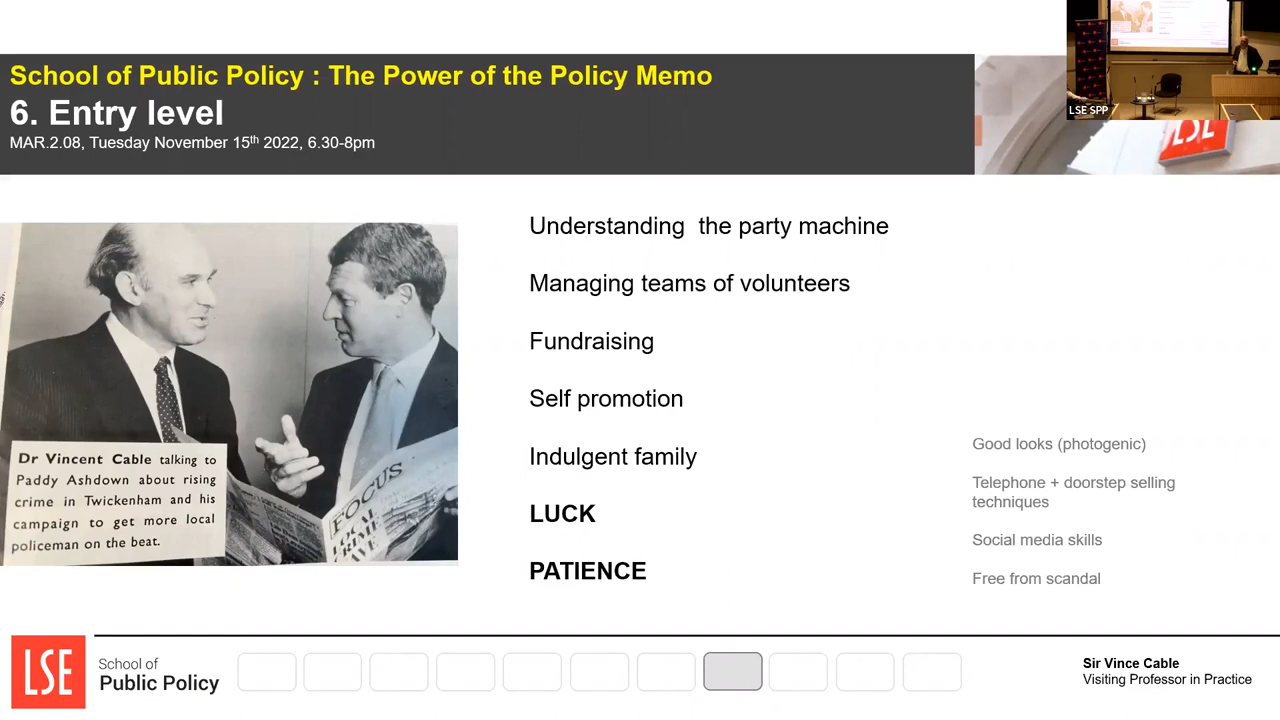 School of Public Policy : The Power of the Policy Memo
6. Entry level
MAR.2.08, Tuesday November 15th 2022, 6.30-8pm
LSE SPP
LSE
Understanding the party machine
Managing teams of volunteers
Fundraising
Self promotion
Indulgent family
LUCK
PATIENCE
Good looks (photogenic)
Telephone + doorstep selling
techniques
Social media skills
Free from scandal
Dr Vincent Cable talking to
Paddy Ashdown about rising
crime in Twickenham and his
campaign to get more local
policeman on the beat.
FOCUS
LOCAL
CRIME
LSE
School of
Public Policy
Sir Vince Cable
Visiting Professor in Practice